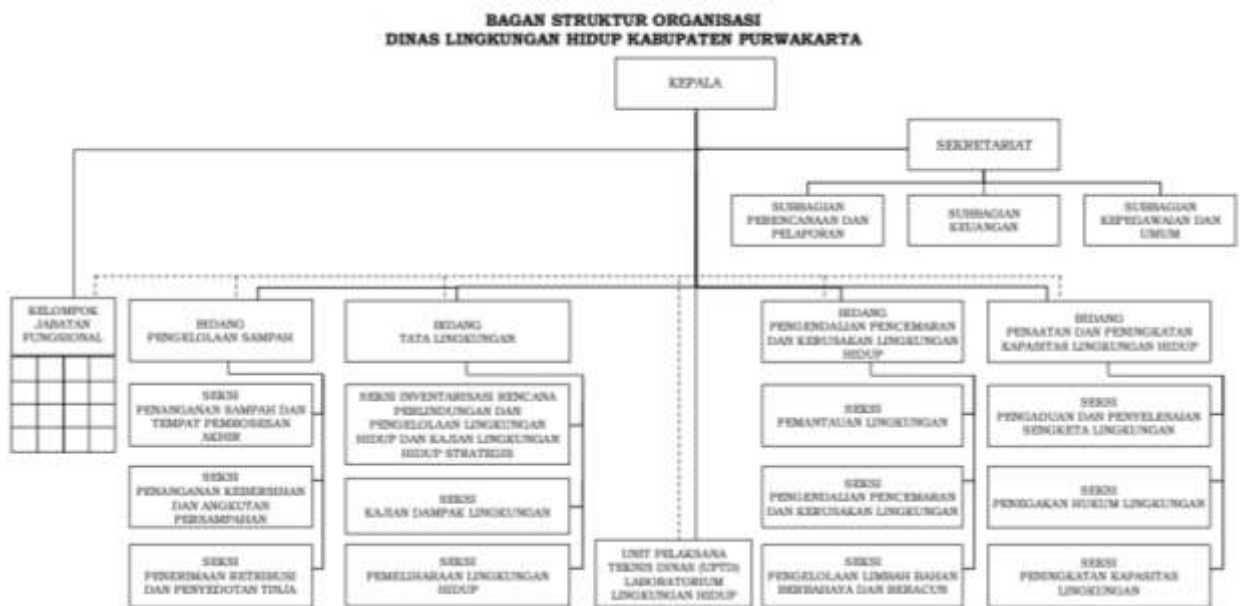 BAGAN STRUKTUR ORGANISASI
DINAS LINGKUNGAN HIDUP KABUPATEN PURWAKARTA
KEPALA
SEKRETARIAT
SUBBAGIAN
PERENCANAAN DAN
PELAPORAN
SUBBAGIAN
KEUANGAN
SUBBAGIAN
KEPEGAWAIAN DAN
UMUM
KELOMPOK
JABATAN
FUNGSIONAL
BIDANG
PENGELOLAAN SAMPAH
BIDANG
TATA LINGKUNGAN
BIDANG
PENGENDALIAN PENCEMARAN
DAN KERUSAKAN LINGKUNGAN
HIDUP
BIDANG
PENAATAN DAN PENINGKATAN
KAPASITAS LINGKUNGAN HIDUP
SEKSI
PENANGANAN SAMPAH DAN
TEMPAT PEMROSESAN
AKHIR
SEKSI INVENTARISASI RENCANA
PERLINDUNGAN DAN
PENGELOLAAN LINGKUNGAN
HIDUP DAN KAJIAN LINGKUNGAN
HIDUP STRATEGIS
SEKSI
PEMANTAUAN LINGKUNGAN
SEKSI
PENGADUAN DAN PENYELESAIAN
SENGKETA LINGKUNGAN
SEKSI
PENANGANAN KEBERSIHAN
DAN ANGKUTAN
PERSAMPAHAN
SEKSI
KAJIAN DAMPAK LINGKUNGAN
SEKSI
PENGENDALIAN PENCEMARAN
DAN KERUSAKAN LINGKUNGAN
SEKSI
PENEGAKAN HUKUM LINGKUNGAN
SEKSI
PENERIMAAN RETRIBUSI
DAN PENYEDOTAN TINJA
SEKSI
PEMELIHARAAN LINGKUNGAN
HIDUP
UNIT PELAKSANA
TEKNIS DINAS (UPTD)
LABORATORIUM
LINGKUNGAN HIDUP
SEKSI
PENGELOLAAN LIMBAH BAHAN
BERBAHAYA DAN BERACUN
SEKSI
PENINGKATAN KAPASITAS
LINGKUNGAN